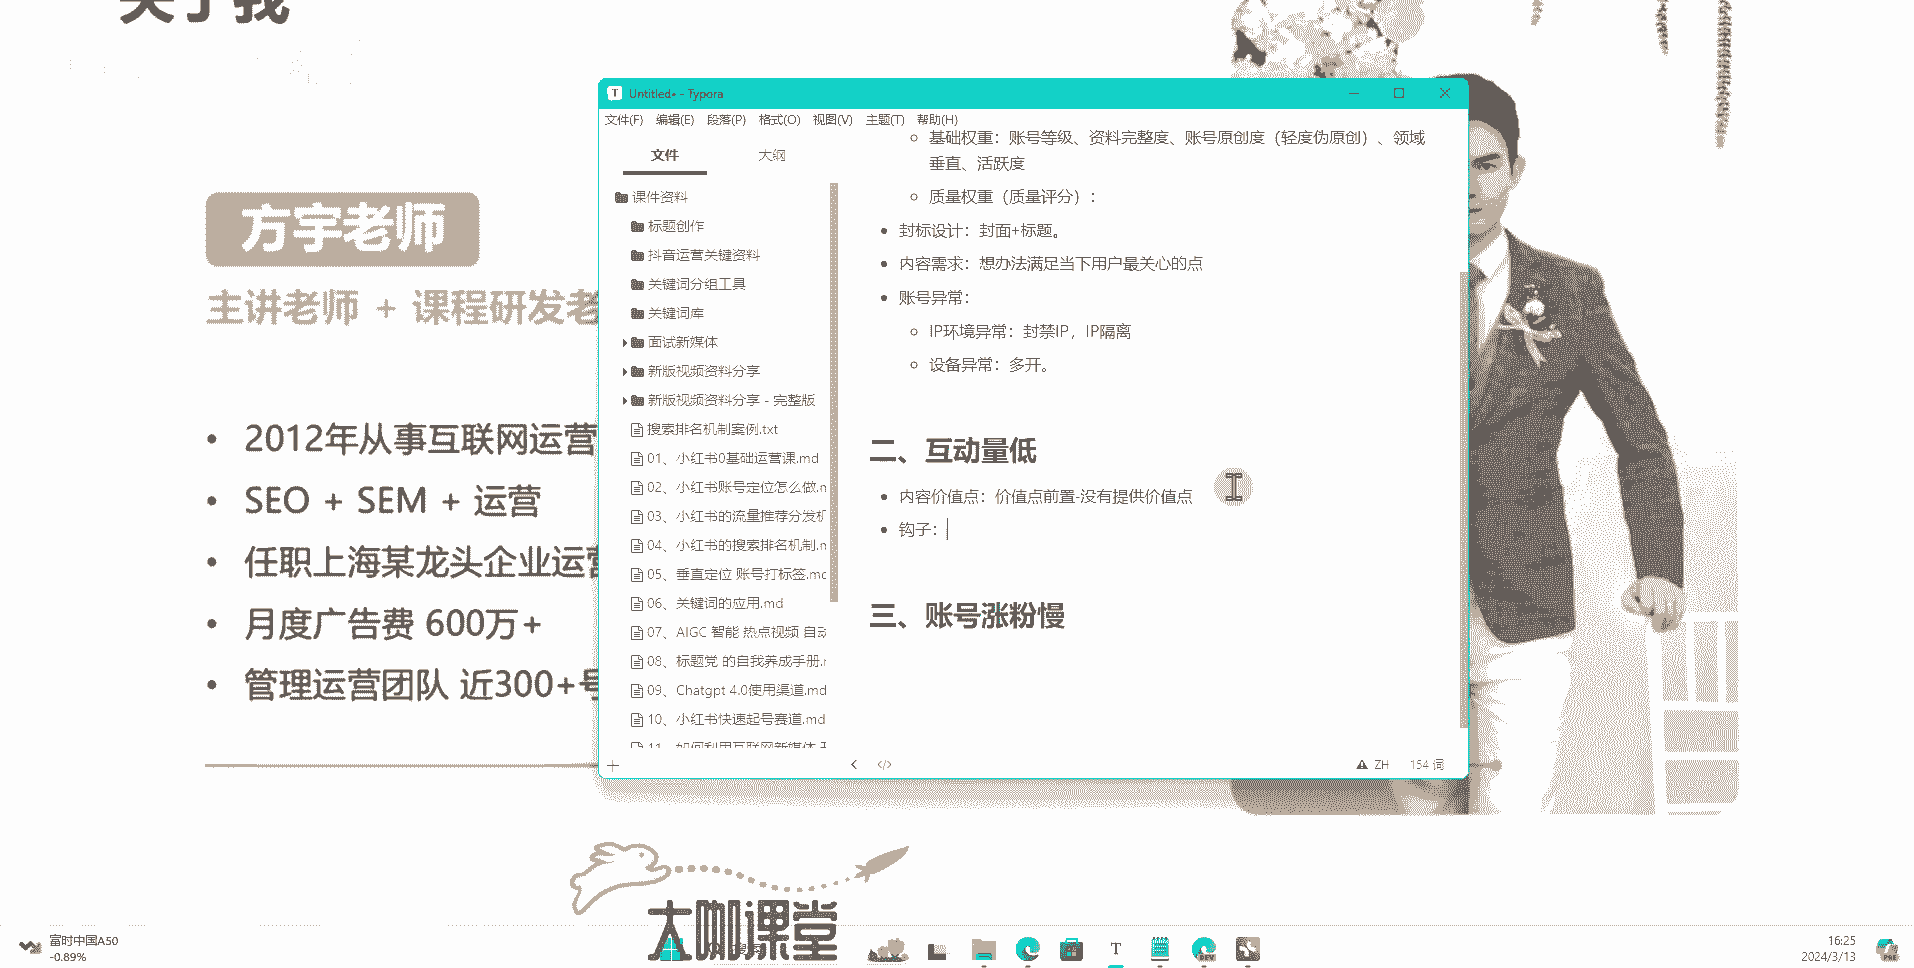 关于我
方宇老师
主讲老师 + 课程研发老
• 2012年从事互联网运营
• SEO + SEM + 运营
• 任职上海某龙头企业运营
• 月度广告费 600万+
• 管理运营团队 近300+号
Untitled• - Typora
文件(F) 编辑(E) 段落(P) 格式(O) 视图(V) 主题(T) 帮助(H)
文件 大纲
课件资料
标题创作
抖音运营关键资料
关键词分组工具
关键词库
面试新媒体
新版视频资料分享
新版视频资料分享 - 完整版
搜索排名机制案例.txt
01、小红书0基础运营课.md
02、小红书账号定位怎么做.m
03、小红书的流量推荐分发机
04、小红书的搜索排名机制.m
05、垂直定位 账号打标签.md
06、关键词的应用.md
07、AIGC 智能 热点视频 自动
08、标题党 的自我养成手册.m
09、Chatgpt 4.0使用渠道.md
10、小红书快速起号赛道.md
11、如何利用互联网新媒体
基础权重：账号等级、资料完整度、账号原创度（轻度伪原创）、领域
垂直、活跃度
质量权重（质量评分）：
封标设计：封面+标题。
内容需求：想办法满足当下用户最关心的点
账号异常：
IP环境异常：封禁IP，IP隔离
设备异常：多开。
二、互动量低
内容价值点：价值点前置-没有提供价值点
钩子：
三、账号涨粉慢
ZH 154 词
大咖课堂
富时中国A50
-0.89%
T
DEV
16:25
2024/3/13
PRE